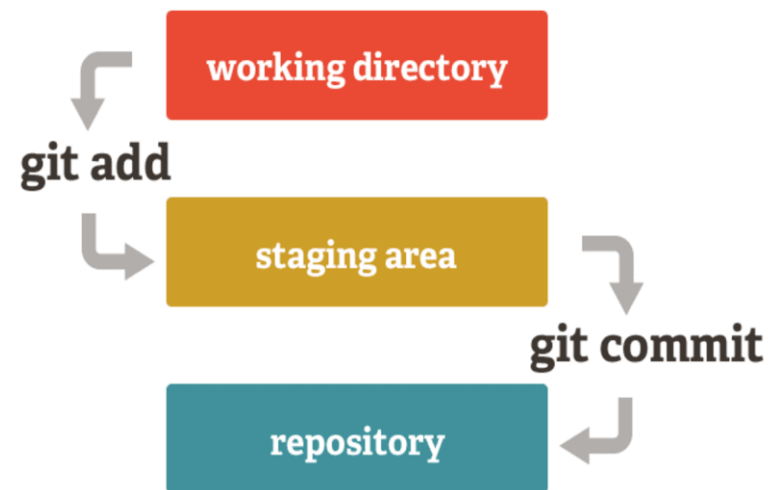 working directory
git add
staging area
git commit
repository